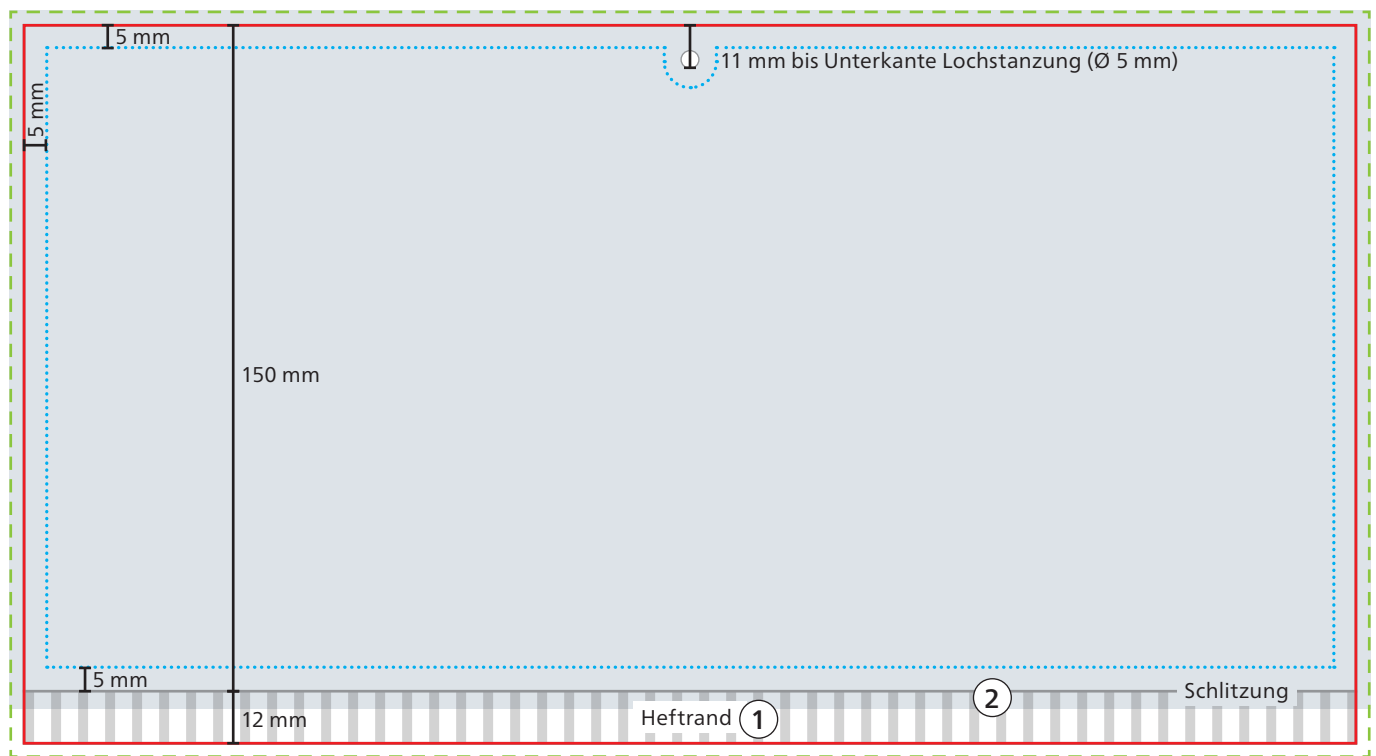 5 mm
11 mm bis Unterkante Lochstanzung (Ø 5 mm)
5 mm
150 mm
5 mm
2
Schlitzung
12 mm
Heftrand 1